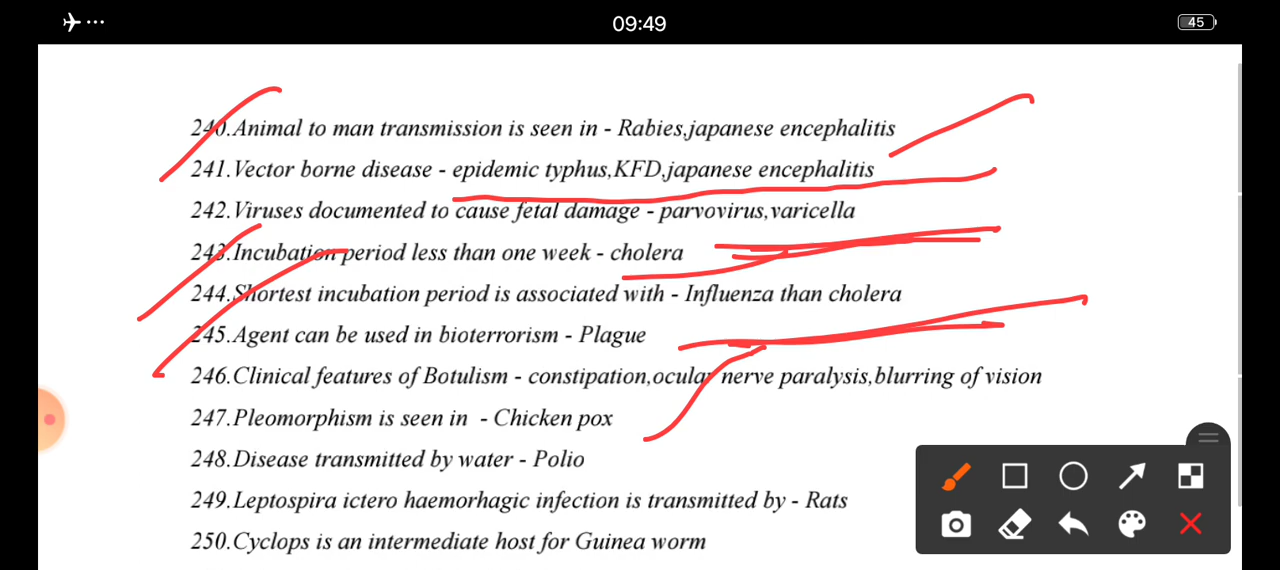 09:49
45
240.Animal to man transmission is seen in - Rabies,japanese encephalitis
241.Vector borne disease - epidemic typhus,KFD,japanese encephalitis
242.Viruses documented to cause fetal damage - parvovirus,varicella
243.Incubation period less than one week - cholera
244.Shortest incubation period is associated with - Influenza than cholera
245.Agent can be used in bioterrorism - Plague
246.Clinical features of Botulism - constipation,ocular nerve paralysis,blurring of vision
247.Pleomorphism is seen in - Chicken pox
248.Disease transmitted by water - Polio
249.Leptospira ictero haemorhagic infection is transmitted by - Rats
250.Cyclops is an intermediate host for Guinea worm